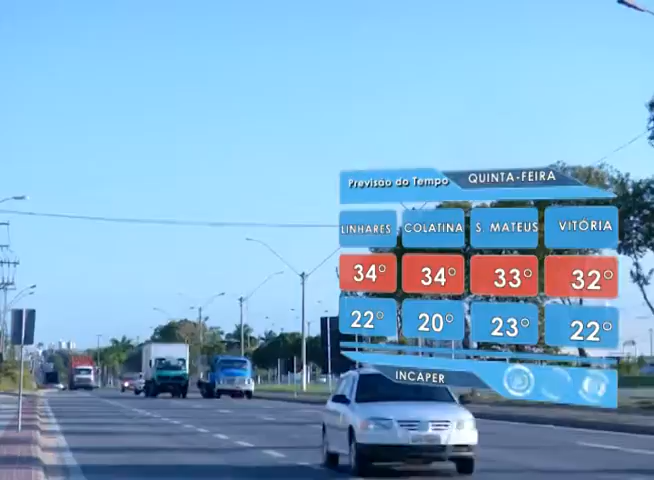 Previsão do Tempo QUINTA-FEIRA
LINHARES COLATINA S. MATEUS VITÓRIA
34° 34° 33° 32°
22° 20° 23° 22°
INCAPER